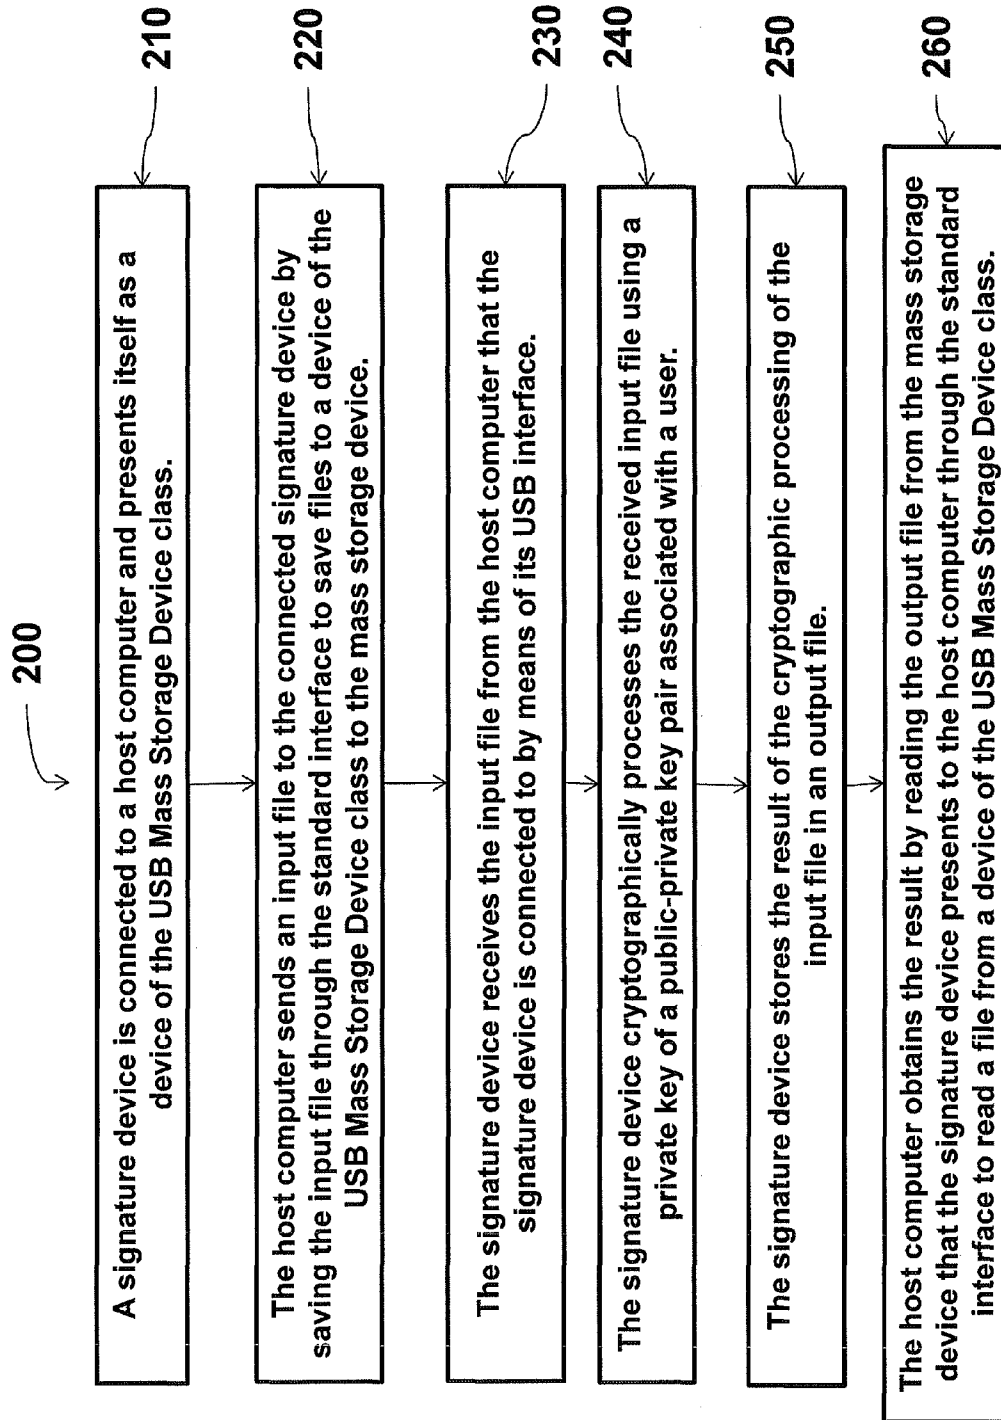 200
210
A signature device is connected to a host computer and presents itself as a
device of the USB Mass Storage Device class.
220
The host computer sends an input file to the connected signature device by
saving the input file through the standard interface to save files to a device of the
USB Mass Storage Device class to the mass storage device.
230
The signature device receives the input file from the host computer that the
signature device is connected to by means of its USB interface.
240
The signature device cryptographically processes the received input file using a
private key of a public-private key pair associated with a user.
250
The signature device stores the result of the cryptographic processing of the
input file in an output file.
260
The host computer obtains the result by reading the output file from the mass storage
device that the signature device presents to the host computer through the standard
interface to read a file from a device of the USB Mass Storage Device class.